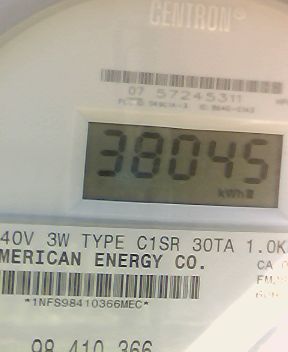 CENTRON®
07 57245311
38045
kWh
40V 3W TYPE C1SR 30TA 1.0K
MERICAN ENERGY CO.
CA
*1NFS98410366MEC*
98 410 366